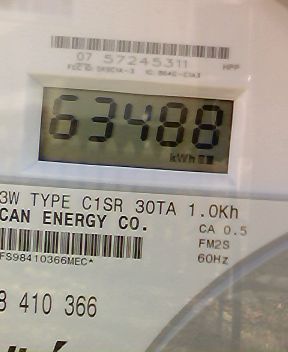 07 57245311 HPP
63488
kWh
3W TYPE C1SR 30TA 1.0Kh
CAN ENERGY CO.
CA 0.5
FM2S
FS98410366MEC*
60Hz
8 410 366